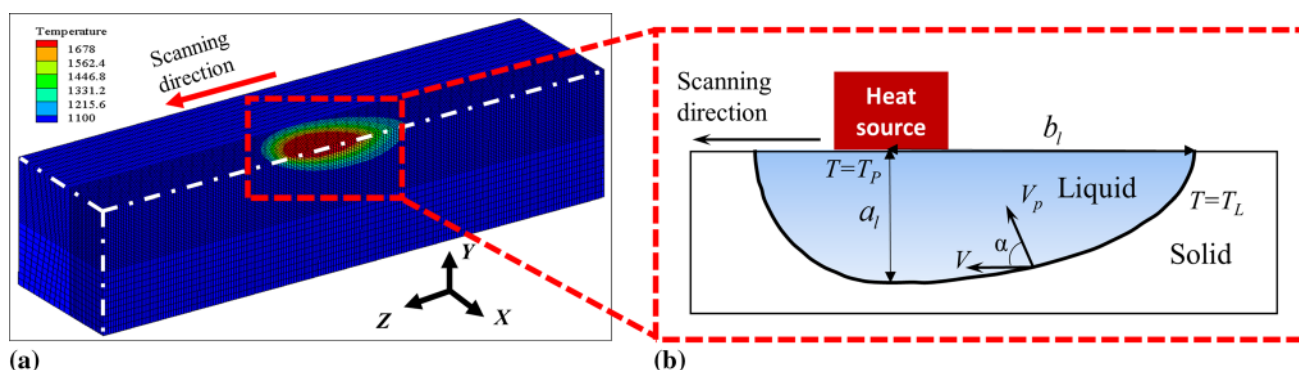 Temperature
1678
1562.4
1446.8
1331.2
1215.6
1100
Scanning
direction
Y
Z
X
(a)
Scanning
direction
Heat
source
b_l
T=T_P
Liquid
a_l
V_p
T=T_L
α
V
Solid
(b)